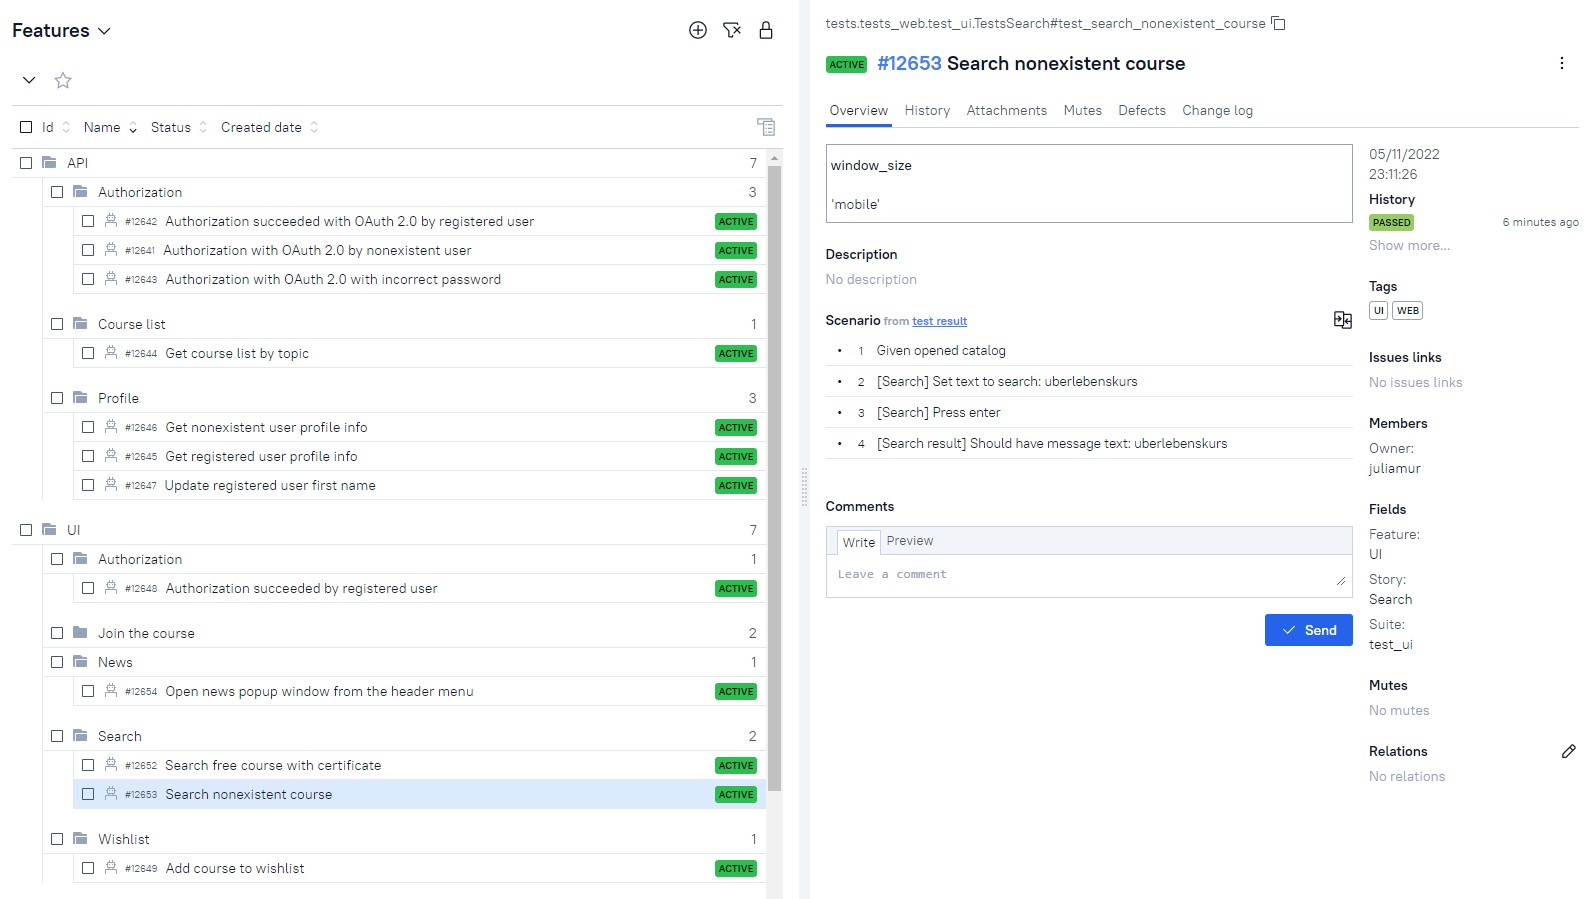 Features
Id Name Status Created date
API 7
Authorization 3
#12642 Authorization succeeded with OAuth 2.0 by registered user ACTIVE
#12641 Authorization with OAuth 2.0 by nonexistent user ACTIVE
#12643 Authorization with OAuth 2.0 with incorrect password ACTIVE
Course list 1
#12644 Get course list by topic ACTIVE
Profile 3
#12646 Get nonexistent user profile info ACTIVE
#12645 Get registered user profile info ACTIVE
#12647 Update registered user first name ACTIVE
UI 7
Authorization 1
#12648 Authorization succeeded by registered user ACTIVE
Join the course 2
News 1
#12654 Open news popup window from the header menu ACTIVE
Search 2
#12652 Search free course with certificate ACTIVE
#12653 Search nonexistent course ACTIVE
Wishlist 1
#12649 Add course to wishlist ACTIVE
tests.tests_web.test_ui.TestsSearch#test_search_nonexistent_course
ACTIVE #12653 Search nonexistent course
Overview History Attachments Mutes Defects Change log
window_size
'mobile'
Description
No description
Scenario from test result
• 1 Given opened catalog
• 2 [Search] Set text to search: uberlebenskurs
• 3 [Search] Press enter
• 4 [Search result] Should have message text: uberlebenskurs
Comments
Write Preview
Leave a comment
Send
05/11/2022
23:11:26
History
PASSED 6 minutes ago
Show more...
Tags
UI WEB
Issues links
No issues links
Members
Owner:
juliamur
Fields
Feature:
UI
Story:
Search
Suite:
test_ui
Mutes
No mutes
Relations
No relations